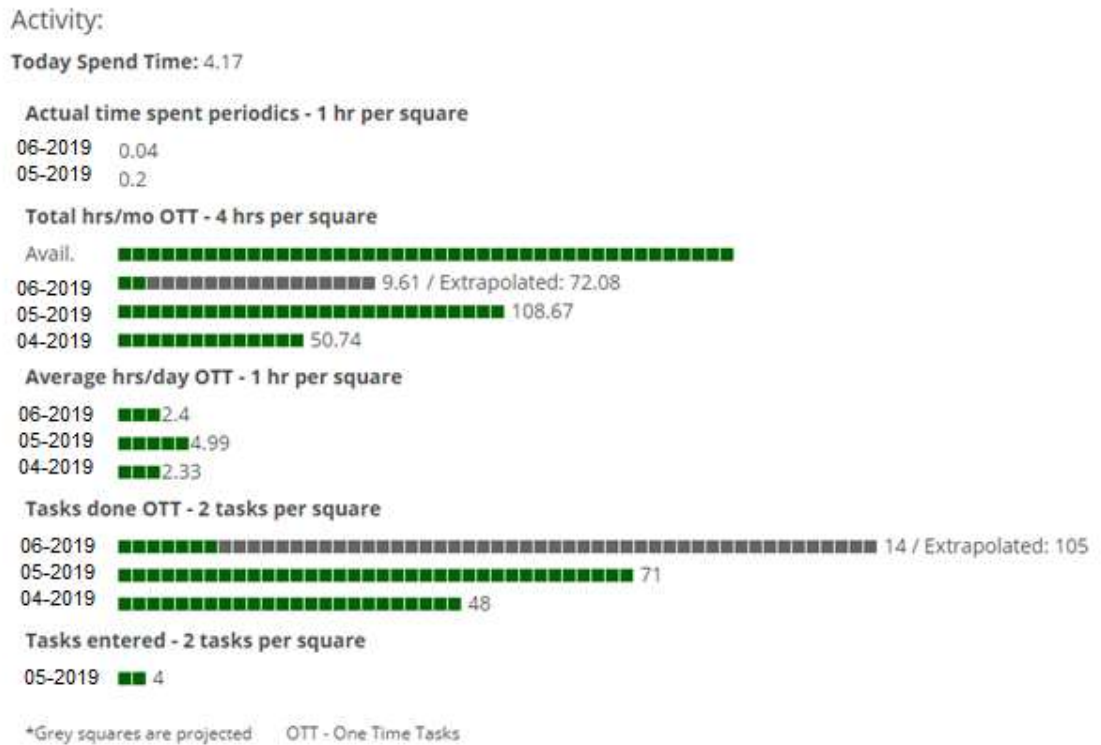 Activity:
Today Spend Time: 4.17
Actual time spent periodics - 1 hr per square
06-2019 0.04
05-2019 0.2
Total hrs/mo OTT - 4 hrs per square
Avail.
06-2019 9.61 / Extrapolated: 72.08
05-2019 108.67
04-2019 50.74
Average hrs/day OTT - 1 hr per square
06-2019 2.4
05-2019 4.99
04-2019 2.33
Tasks done OTT - 2 tasks per square
06-2019 14 / Extrapolated: 105
05-2019 71
04-2019 48
Tasks entered - 2 tasks per square
05-2019 4
*Grey squares are projected OTT - One Time Tasks